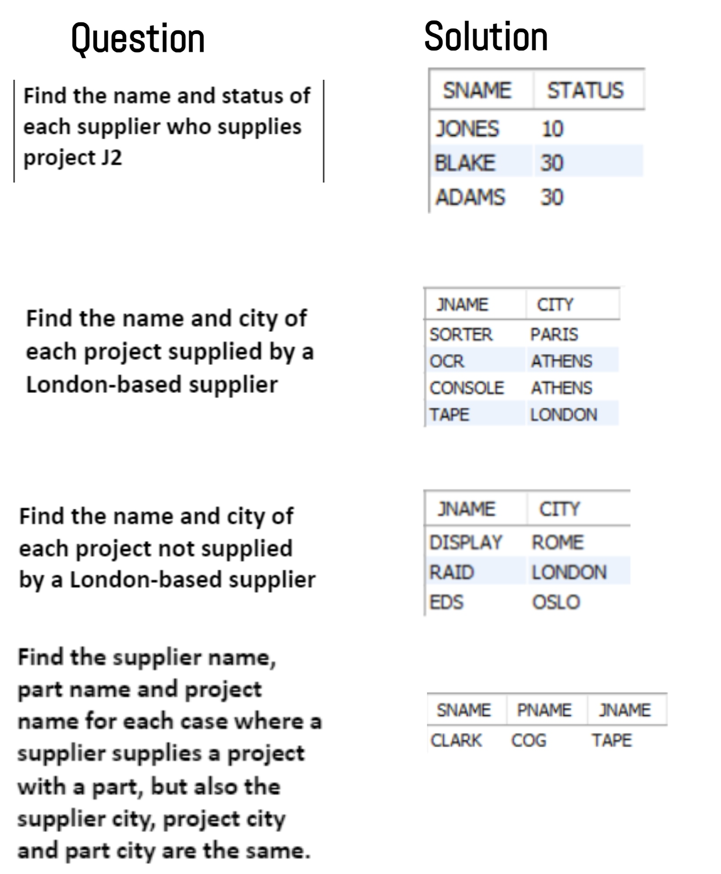 Question Solution
Find the name and status of
each supplier who supplies
project J2
SNAME STATUS
JONES 10
BLAKE 30
ADAMS 30
Find the name and city of
each project supplied by a
London-based supplier
JNAME CITY
SORTER PARIS
OCR ATHENS
CONSOLE ATHENS
TAPE LONDON
Find the name and city of
each project not supplied
by a London-based supplier
JNAME CITY
DISPLAY ROME
RAID LONDON
EDS OSLO
Find the supplier name,
part name and project
name for each case where a
supplier supplies a project
with a part, but also the
supplier city, project city
and part city are the same.
SNAME PNAME JNAME
CLARK COG TAPE